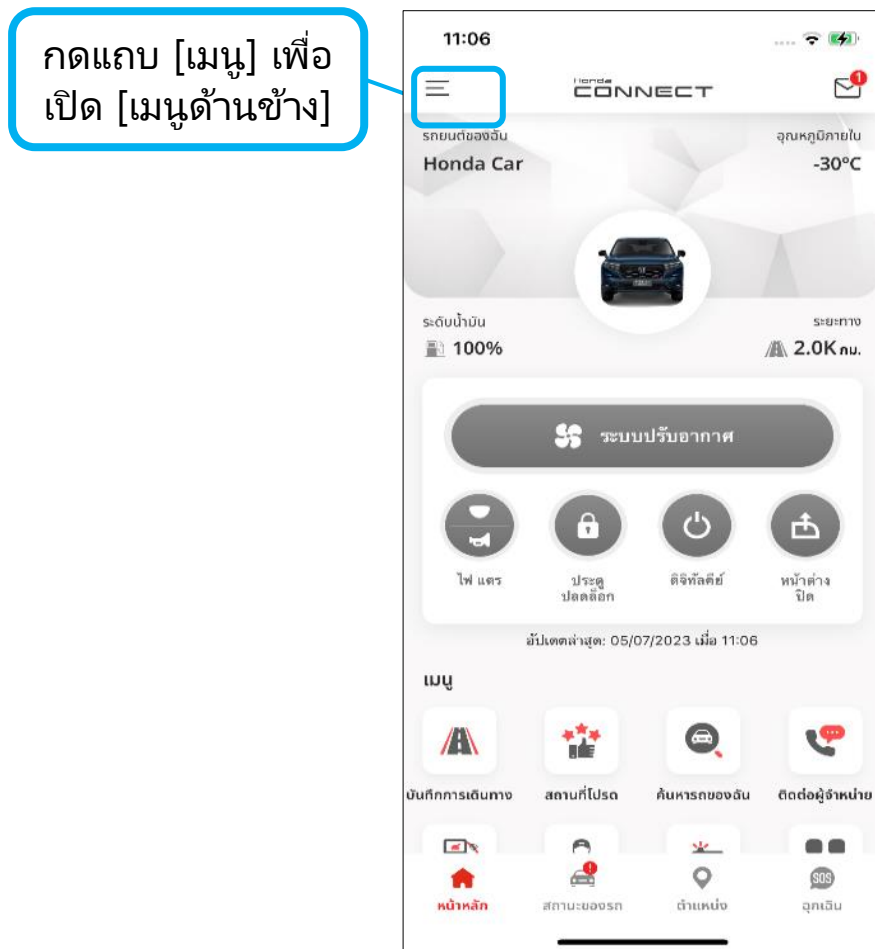 กดแถบ [เมนู] เพื่อ
เปิด [เมนูด้านข้าง]
11:06
Honda
CONNECT
1
รถยนต์ของฉัน
อุณหภูมิภายใน
Honda Car
-30°C
ระดับน้ำมัน
ระยะทาง
100%
2.0K กม.
ระบบปรับอากาศ
ไฟ แตร
ประตู
ปลดล็อก
ดิจิทัลคีย์
หน้าต่าง
ปิด
อัปเดตล่าสุด: 05/07/2023 เมื่อ 11:06
เมนู
บันทึกการเดินทาง
สถานที่โปรด
ค้นหารถของฉัน
ติดต่อผู้จำหน่าย
หน้าหลัก
สถานะของรถ
ตำแหน่ง
SOS
ฉุกเฉิน